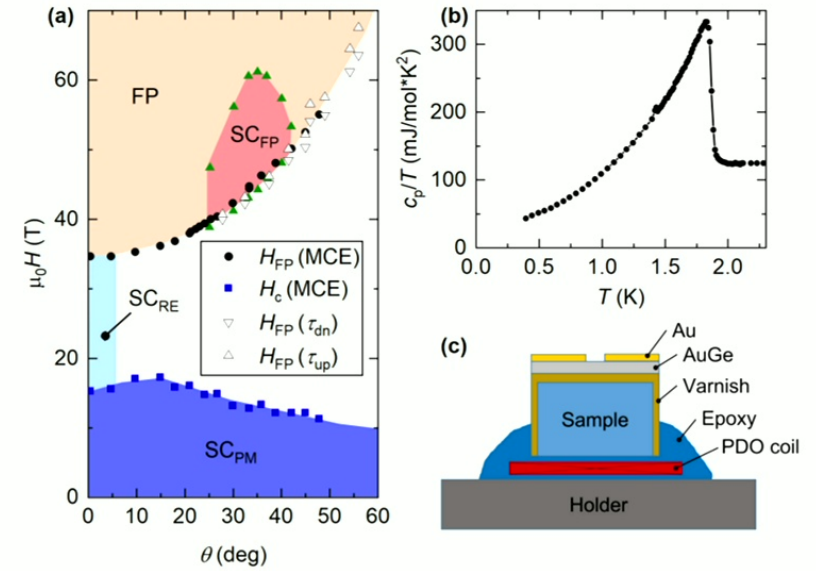 (a)
60
40
20
0
μ₀H (T)
FP
SC_FP
SC_RE
SC_PM
H_FP (MCE)
H_c (MCE)
H_FP (τ_dn)
H_FP (τ_up)
0 10 20 30 40 50 60
θ (deg)
(b)
300
200
100
0
c_p/T (mJ/mol*K²)
0.5 1.0 1.5 2.0
T (K)
(c)
Au
AuGe
Varnish
Sample
Epoxy
PDO coil
Holder